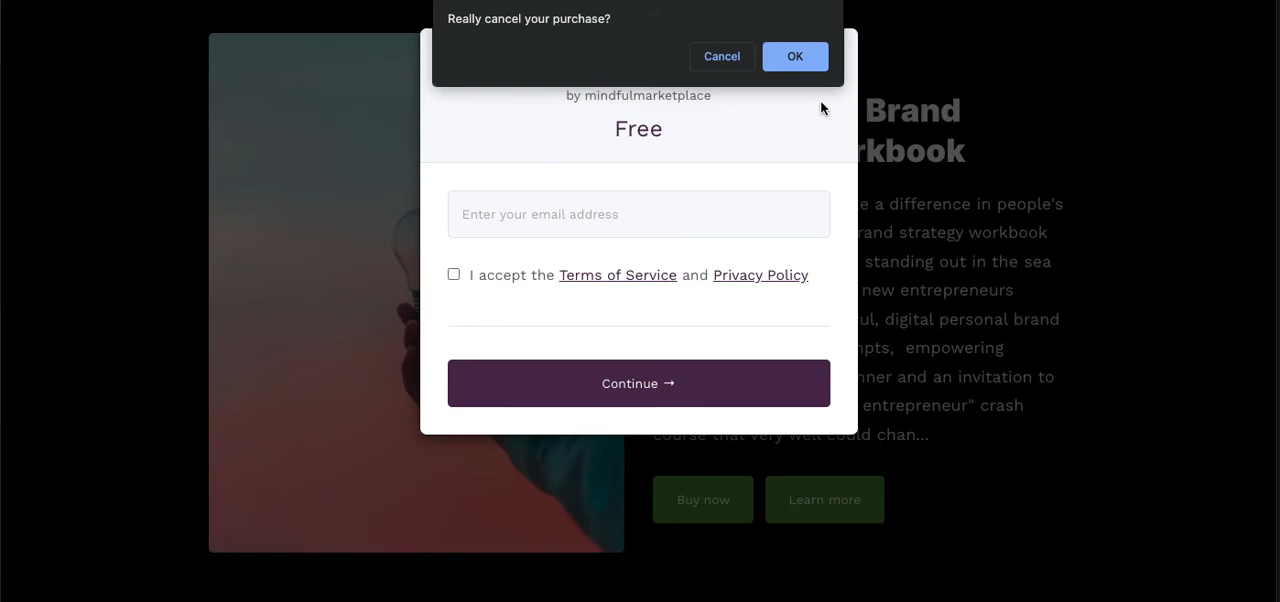 Really cancel your purchase?
Cancel
OK
by mindfulmarketplace
Free
Enter your email address
I accept the Terms of Service and Privacy Policy
Continue →
Brand
rkbook
e a difference in people's
rand strategy workbook
standing out in the sea
new entrepreneurs
ul, digital personal brand
mpts, empowering
nner and an invitation to
entrepreneur" crash
course that very well could chan...
Buy now
Learn more